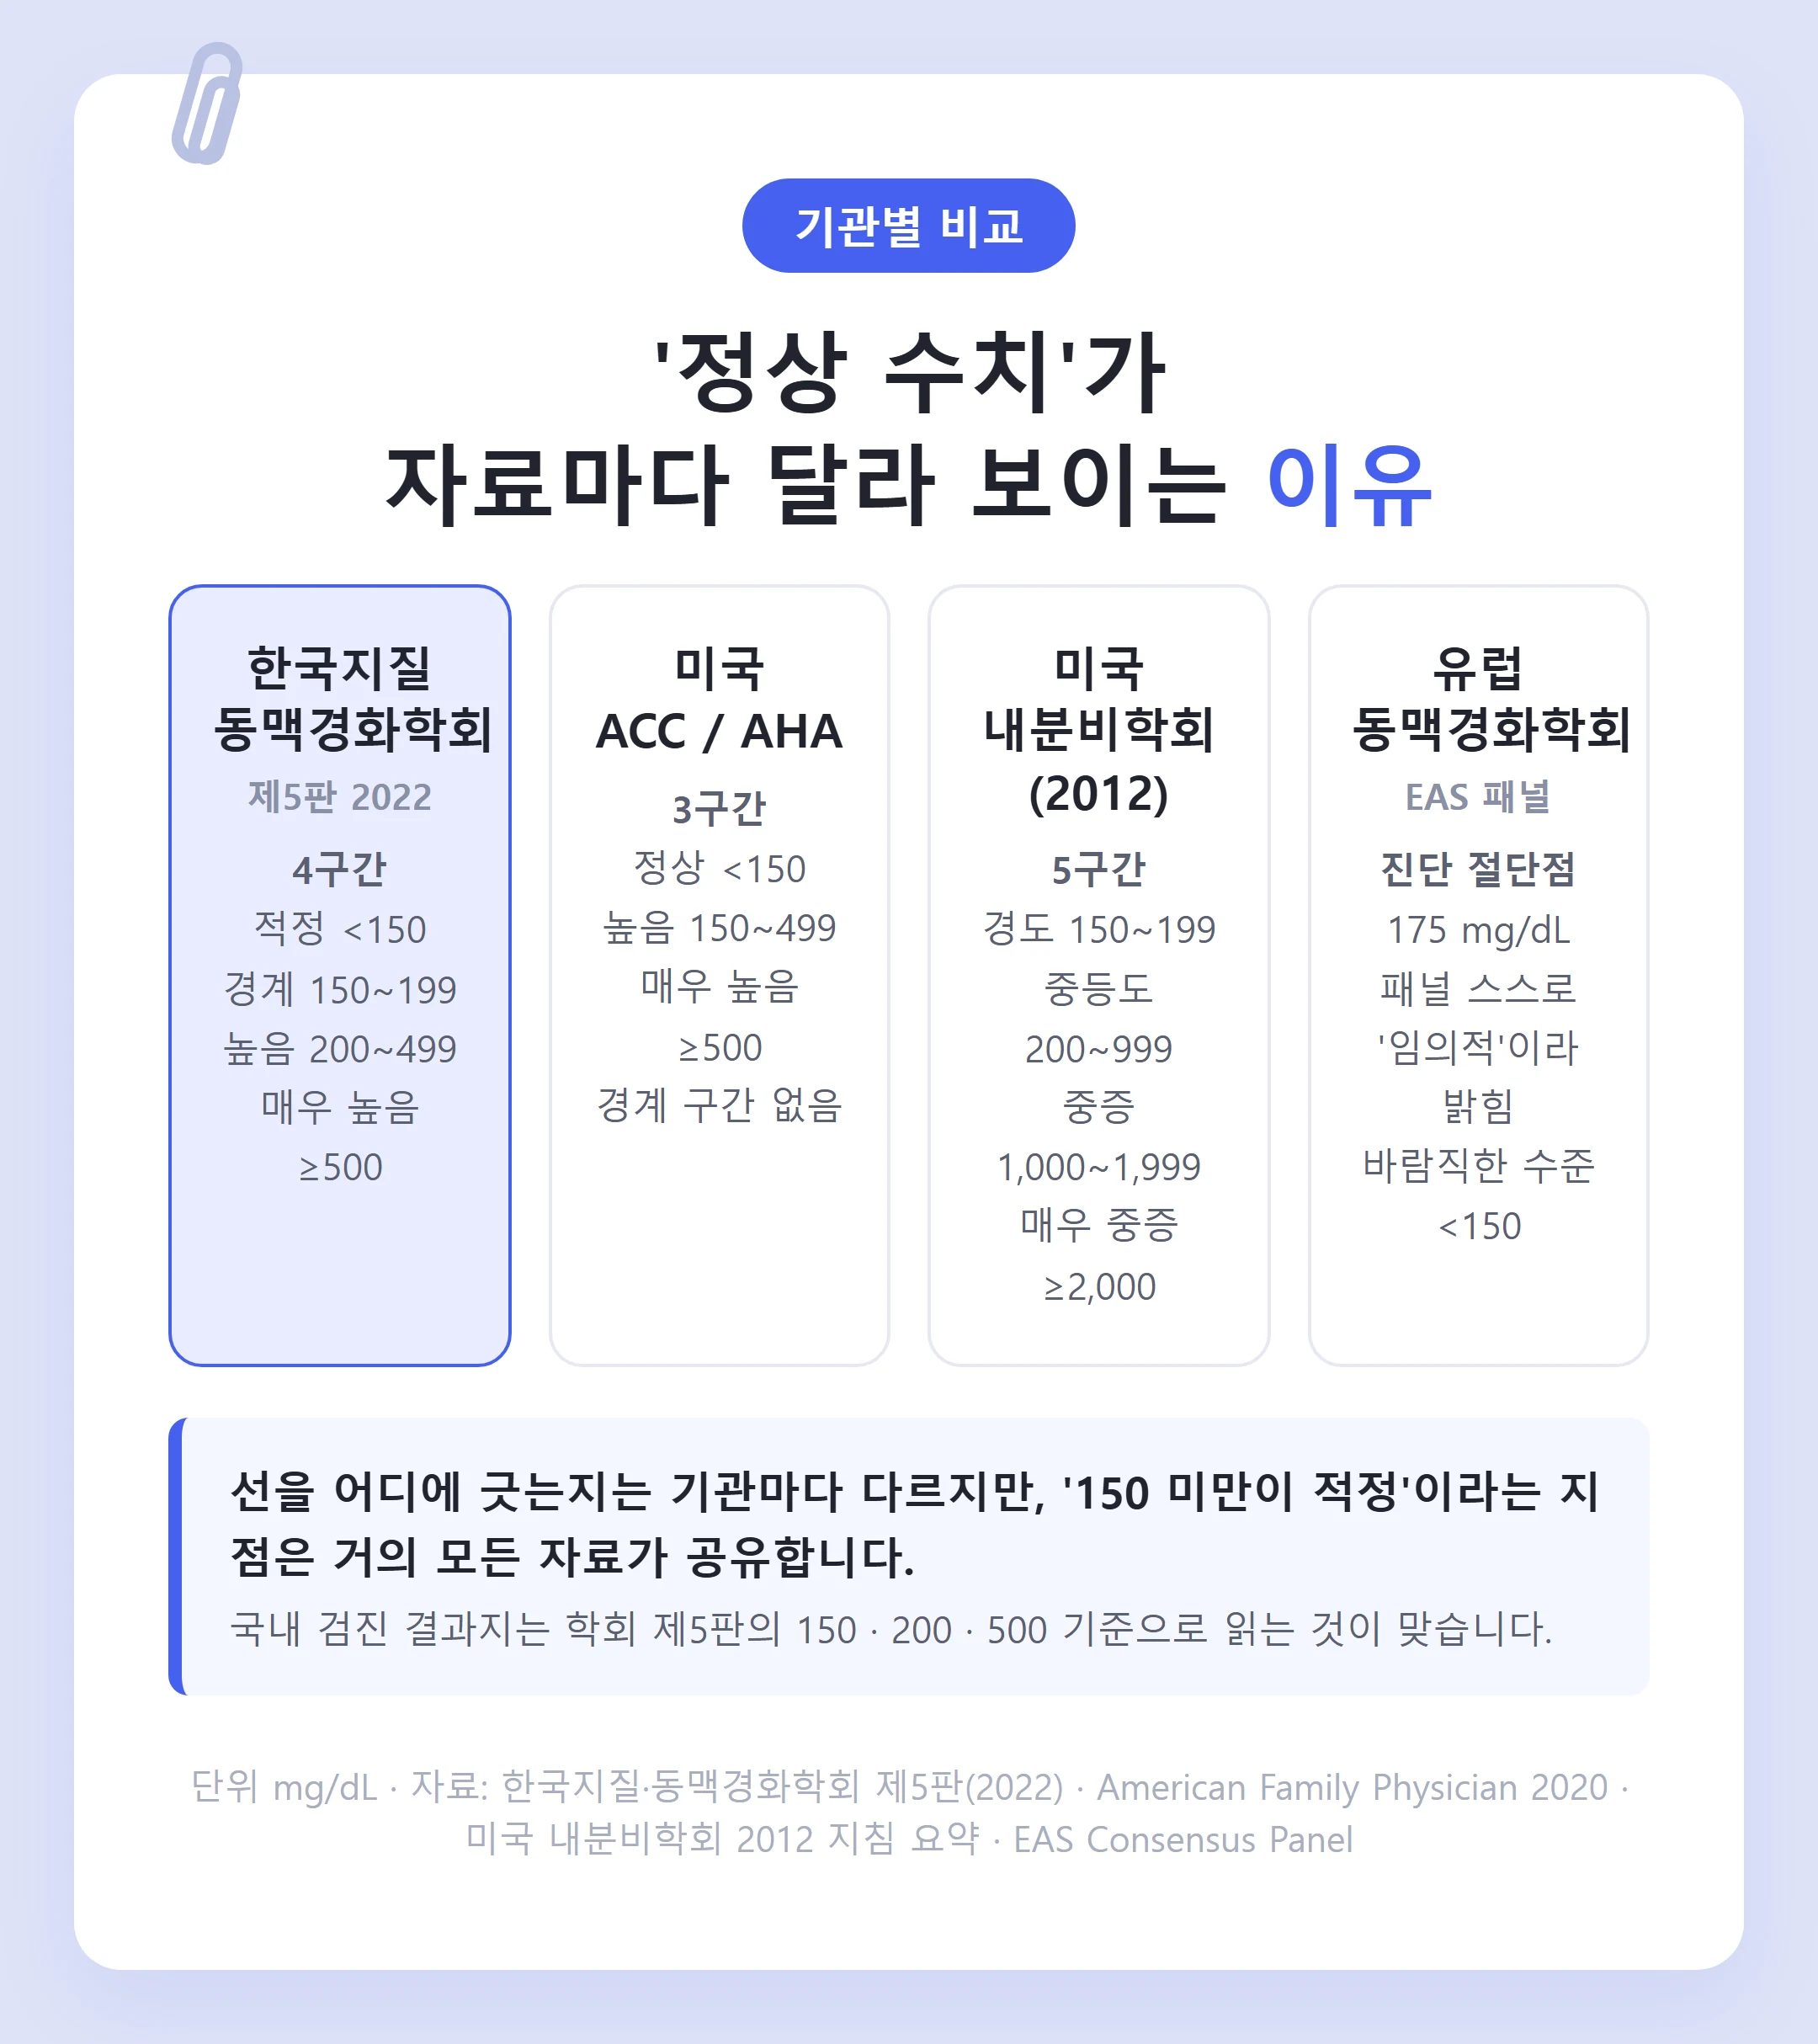 기관별 비교
'정상 수치'가
자료마다 달라 보이는 이유
한국지질
동맥경화학회
제5판 2022
4구간
적정 <150
경계 150~199
높음 200~499
매우 높음
≥500
미국
ACC / AHA
3구간
정상 <150
높음 150~499
매우 높음
≥500
경계 구간 없음
미국
내분비학회
(2012)
5구간
경도 150~199
중등도
200~999
중증
1,000~1,999
매우 중증
≥2,000
유럽
동맥경화학회
EAS 패널
진단 절단점
175 mg/dL
패널 스스로
'임의적'이라
밝힘
바람직한 수준
<150
선을 어디에 긋는지는 기관마다 다르지만, '150 미만이 적정'이라는 지
점은 거의 모든 자료가 공유합니다.
국내 검진 결과지는 학회 제5판의 150 · 200 · 500 기준으로 읽는 것이 맞습니다.
단위 mg/dL · 자료: 한국지질·동맥경화학회 제5판(2022) · American Family Physician 2020 ·
미국 내분비학회 2012 지침 요약 · EAS Consensus Panel